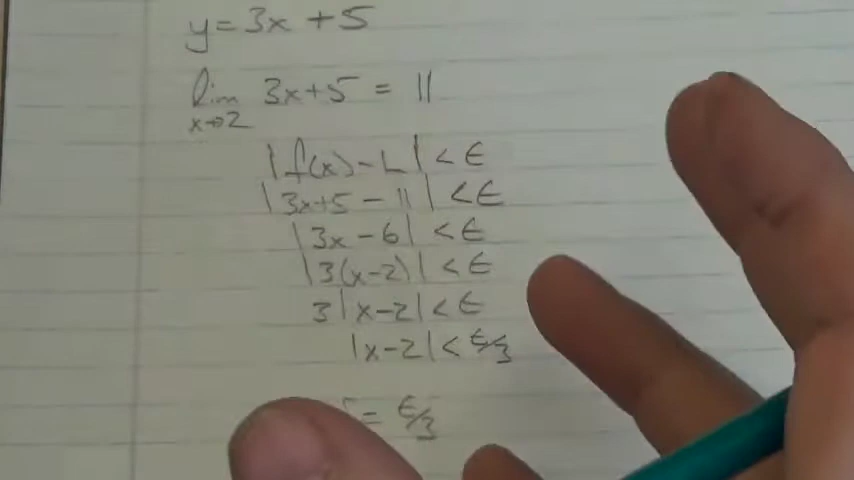 y = 3x + 5
lim 3x+5 = 11
x→2
|f(x) - L| < ϵ
|3x+5 - 11| < ϵ
|3x - 6| < ϵ
|3(x-2)| < ϵ
3|x-2| < ϵ
|x-2| < ϵ/3
= ϵ/3